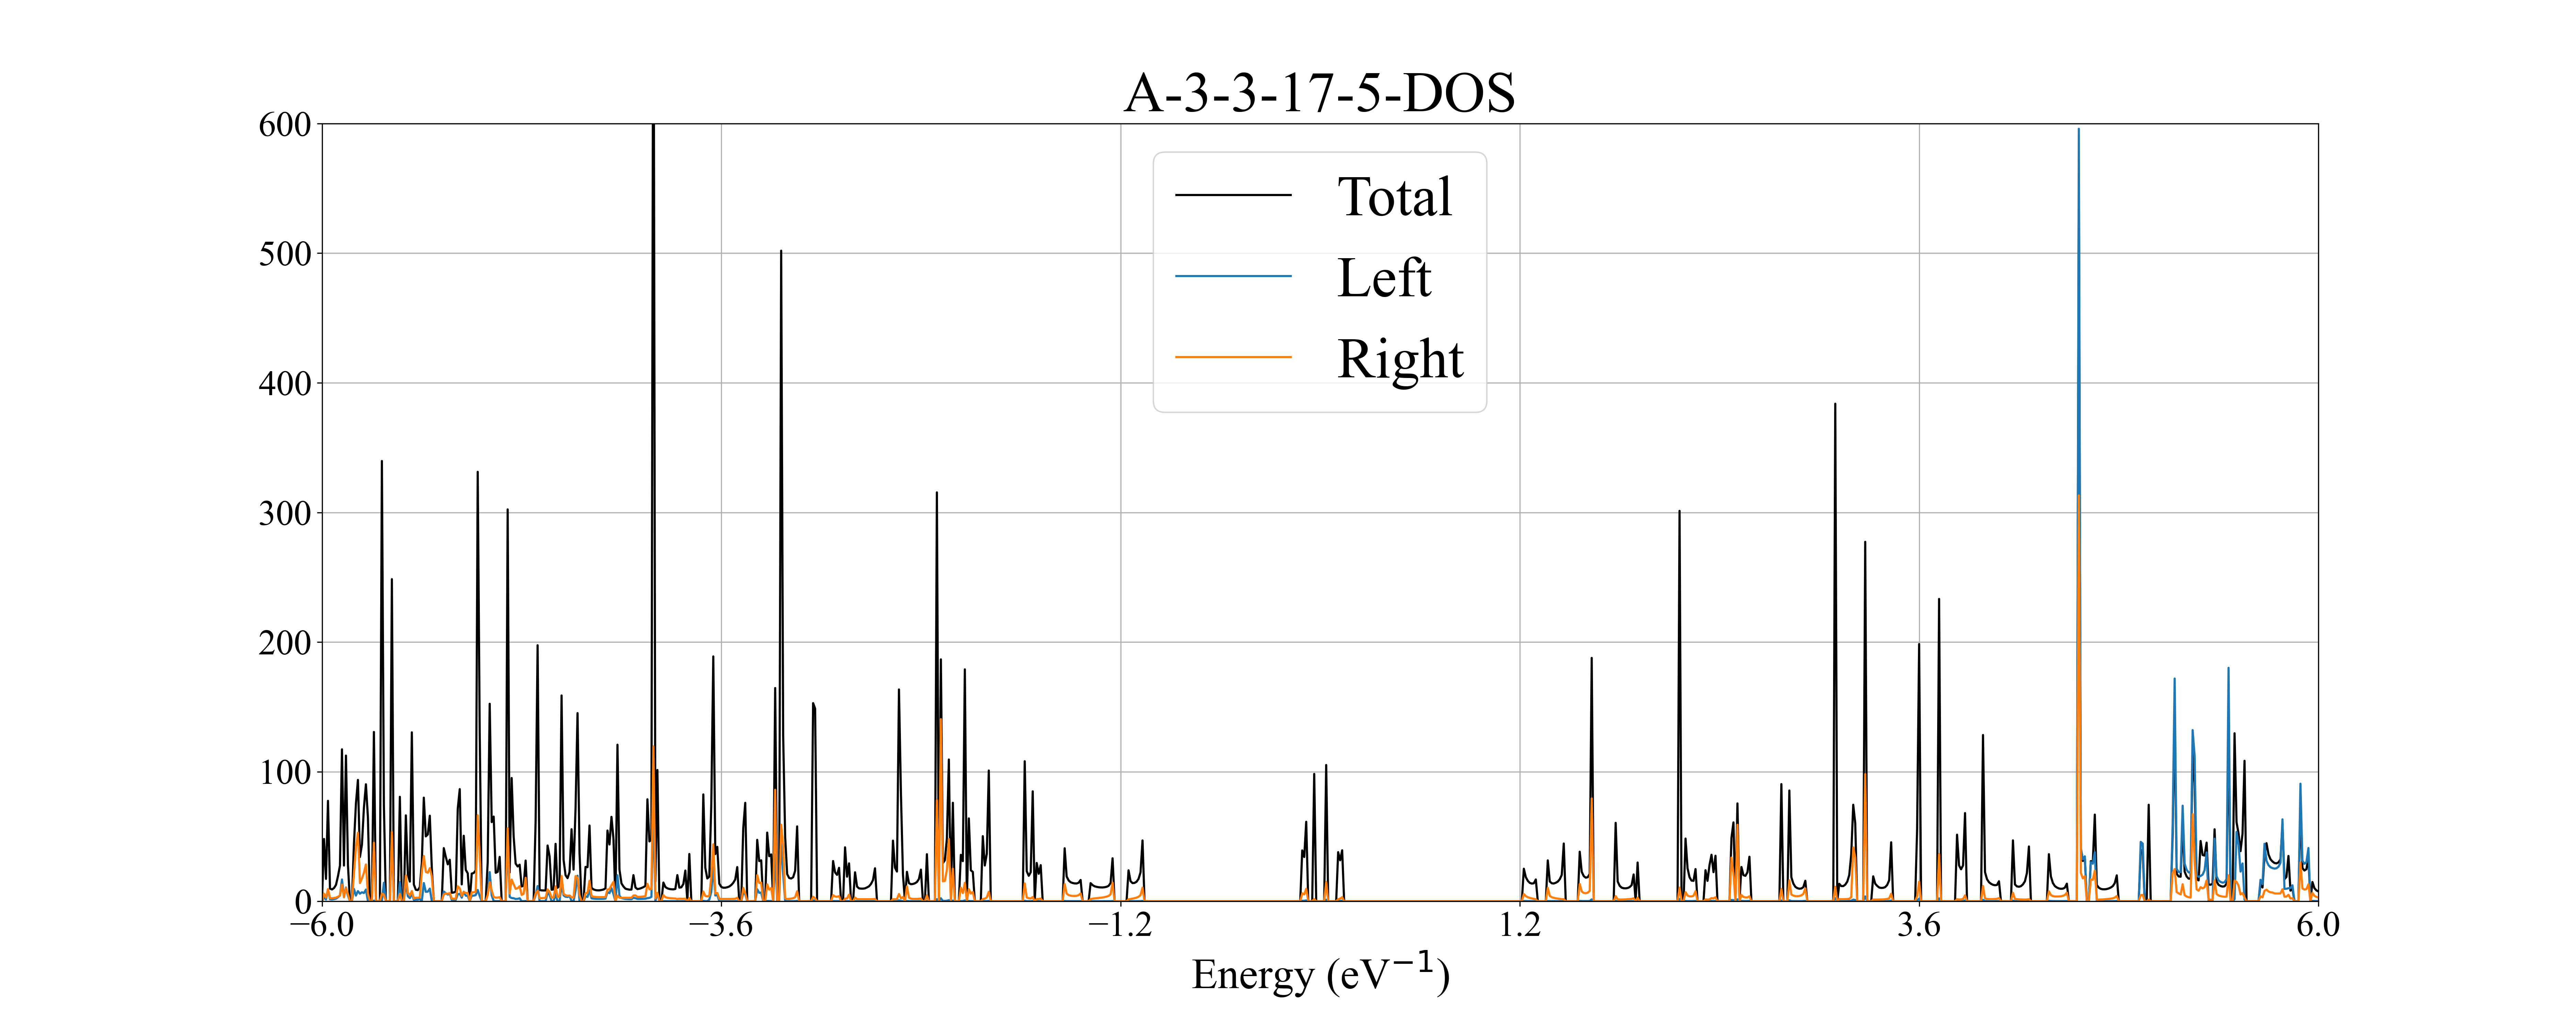 A-3-3-17-5-DOS
600
500
400
300
200
100
0
Total
Left
Right
−6.0 −3.6 −1.2 1.2 3.6 6.0
Energy (eV⁻¹)